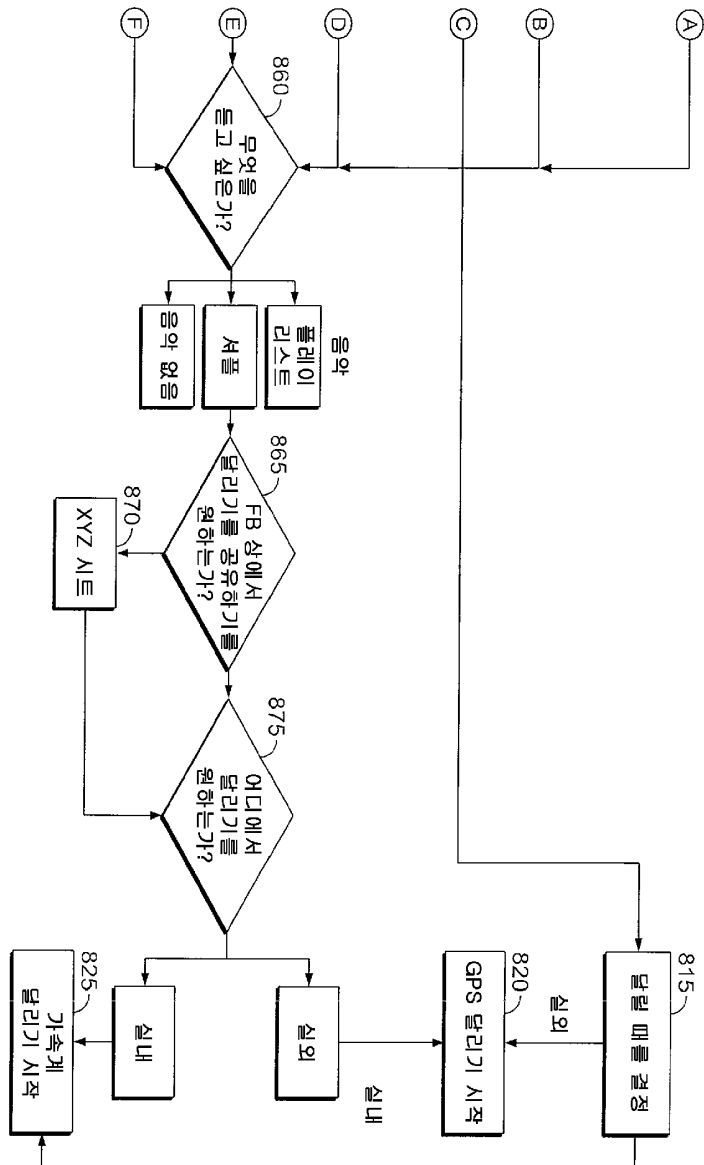 A
B
C
D
E
F
860
무엇을
듣고 싶은가?
음악
플레이
리스트
셔플
음악 없음
865
FB 상에서
달리기를 공유하기를
원하는가?
870
XYZ 시트
875
어디에서
달리기를
원하는가?
실외
실내
815
달릴 때를 결정
실외
820
GPS 달리기 시작
실내
825
가속계
달리기 시작